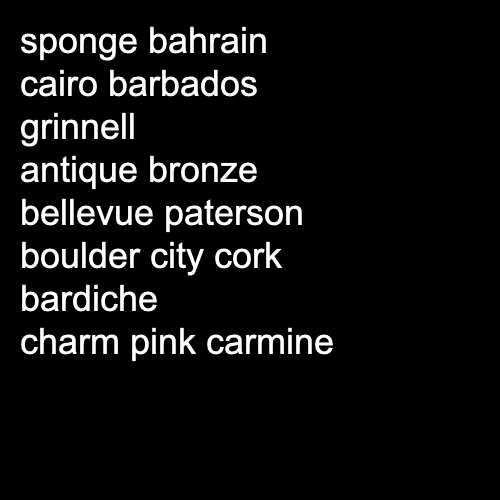 sponge bahrain
cairo barbados
grinnell
antique bronze
bellevue paterson
boulder city cork
bardiche
charm pink carmine